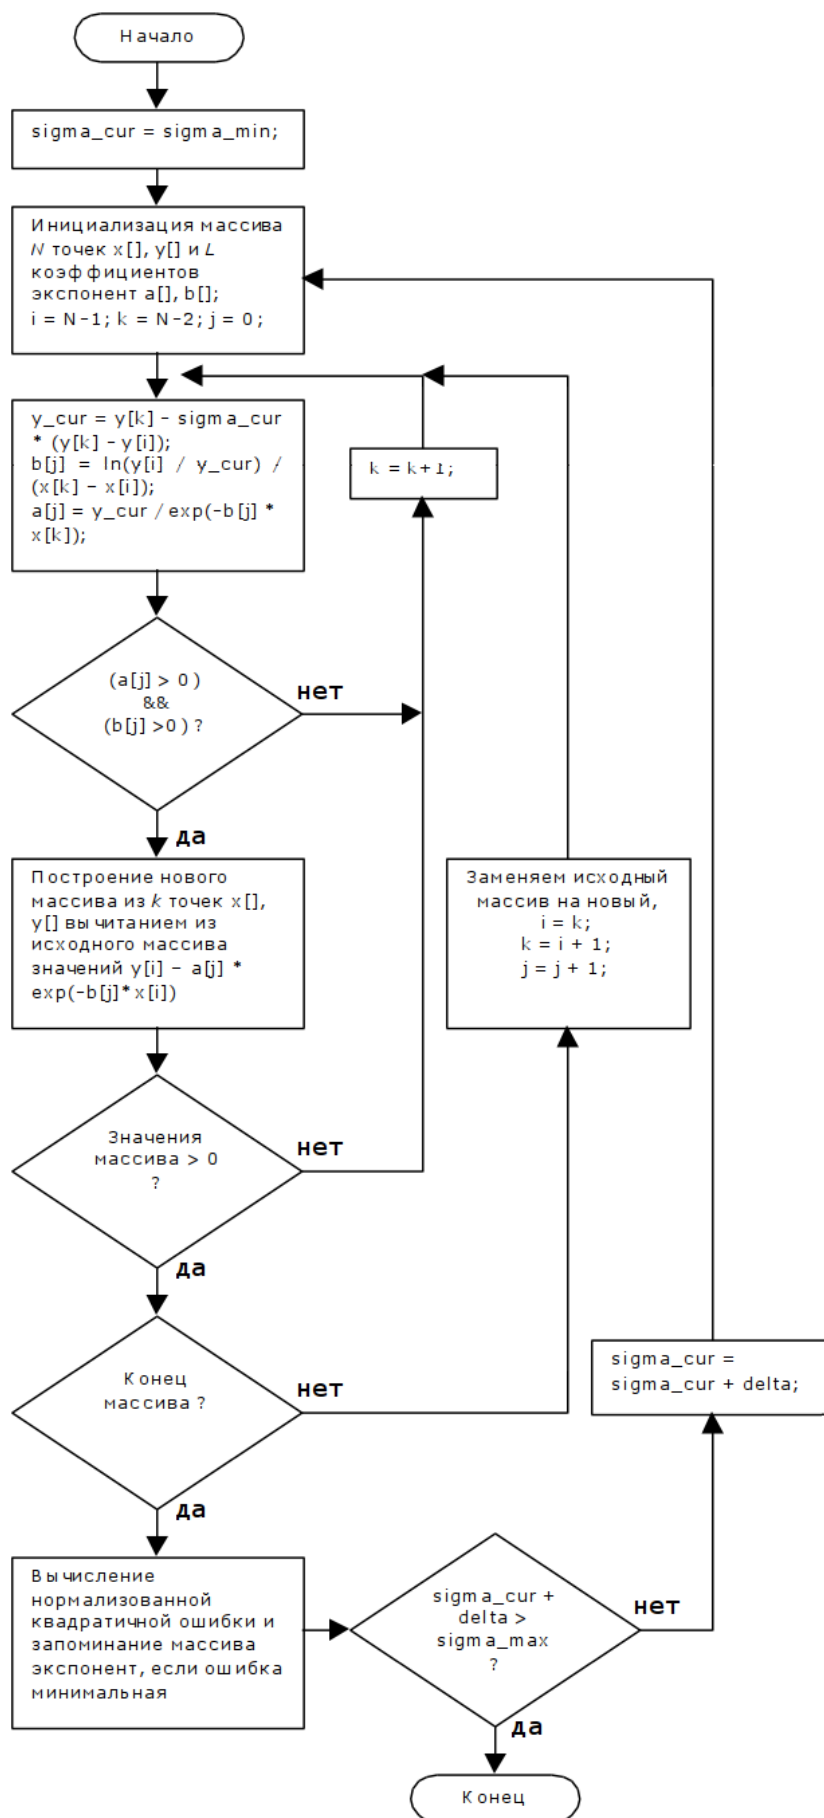 Начало
sigma_cur = sigma_min;
Инициализация массива
N точек x[], y[] и L
коэффициентов
экспонент a[], b[];
i = N-1; k = N-2; j = 0;
y_cur = y[k] - sigma_cur
* (y[k] - y[i]);
b[j] = ln(y[i] / y_cur) /
(x[k] - x[i]);
a[j] = y_cur / exp(-b[j] *
x[k]);
k = k+1;
(a[j] > 0)
&&
(b[j] >0) ?
нет
да
Построение нового
массива из k точек x[],
y[] вычитанием из
исходного массива
значений y[i] - a[j] *
exp(-b[j]*x[i])
Заменяем исходный
массив на новый,
i = k;
k = i + 1;
j = j + 1;
Значения
массива > 0
?
нет
да
Конец
массива ?
нет
да
sigma_cur =
sigma_cur + delta;
Вычисление
нормализованной
квадратичной ошибки и
запоминание массива
экспонент, если ошибка
минимальная
sigma_cur +
delta >
sigma_max
?
нет
да
Конец